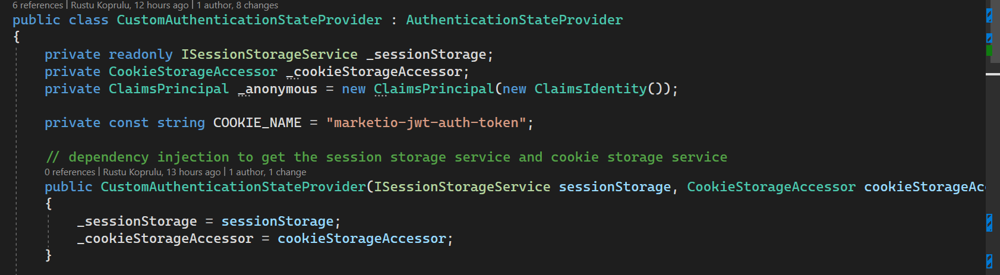 6 references | Rustu Koprulu, 12 hours ago | 1 author, 8 changes
public class CustomAuthenticationStateProvider : AuthenticationStateProvider
{
private readonly ISessionStorageService _sessionStorage;
private CookieStorageAccessor _cookieStorageAccessor;
private ClaimsPrincipal _anonymous = new ClaimsPrincipal(new ClaimsIdentity());
private const string COOKIE_NAME = "marketio-jwt-auth-token";
// dependency injection to get the session storage service and cookie storage service
0 references | Rustu Koprulu, 13 hours ago | 1 author, 1 change
public CustomAuthenticationStateProvider(ISessionStorageService sessionStorage, CookieStorageAccessor cookieStorageAc
{
_sessionStorage = sessionStorage;
_cookieStorageAccessor = cookieStorageAccessor;
}